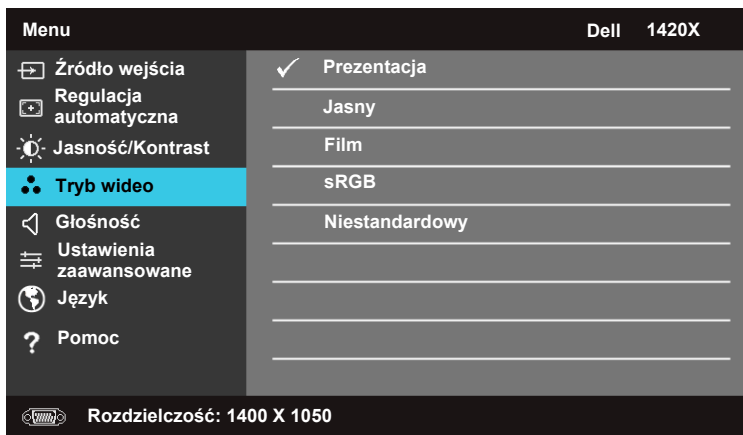 Menu
Dell 1420X
Źródło wejścia
Regulacja
automatyczna
Jasność/Kontrast
Tryb wideo
Głośność
Ustawienia
zaawansowane
Język
Pomoc
Prezentacja
Jasny
Film
sRGB
Niestandardowy
Rozdzielczość: 1400 X 1050